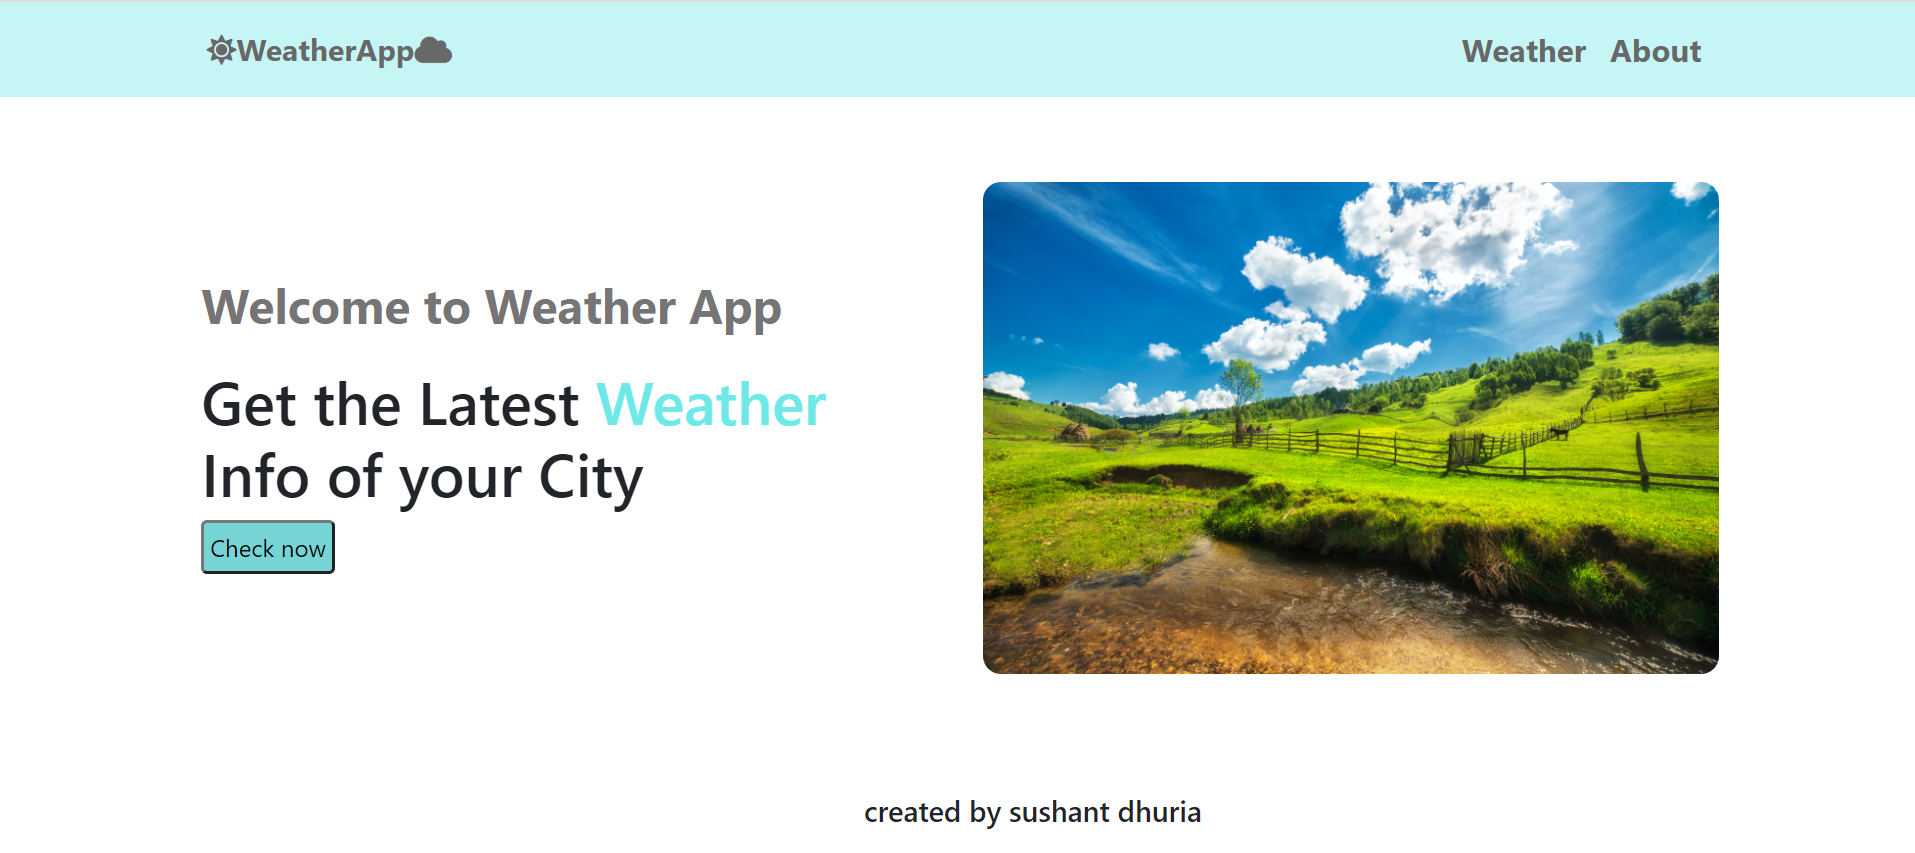 WeatherApp
Weather About
Welcome to Weather App
Get the Latest Weather
Info of your City
Check now
created by sushant dhuria